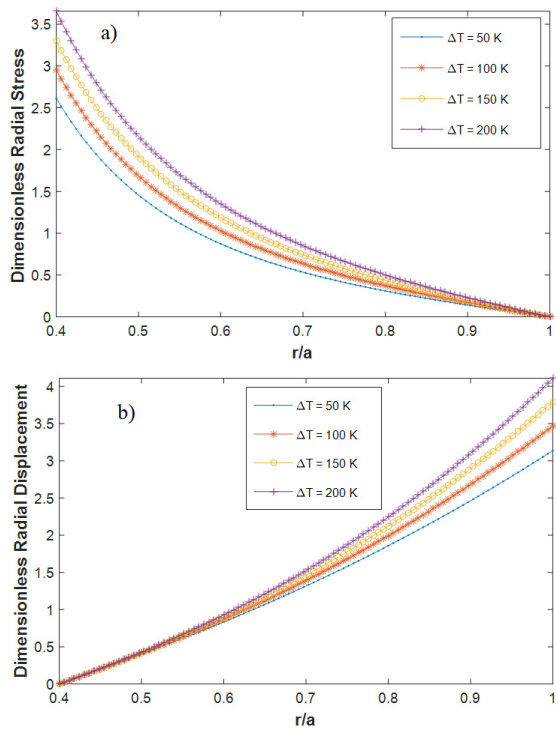 a)
ΔT = 50 K
ΔT = 100 K
ΔT = 150 K
ΔT = 200 K
Dimensionless Radial Stress
3.5
3
2.5
2
1.5
1
0.5
0
0.4 0.5 0.6 0.7 0.8 0.9 1
r/a
b)
ΔT = 50 K
ΔT = 100 K
ΔT = 150 K
ΔT = 200 K
Dimensionless Radial Displacement
4
3.5
3
2.5
2
1.5
1
0.5
0
0.4 0.5 0.6 0.7 0.8 0.9 1
r/a